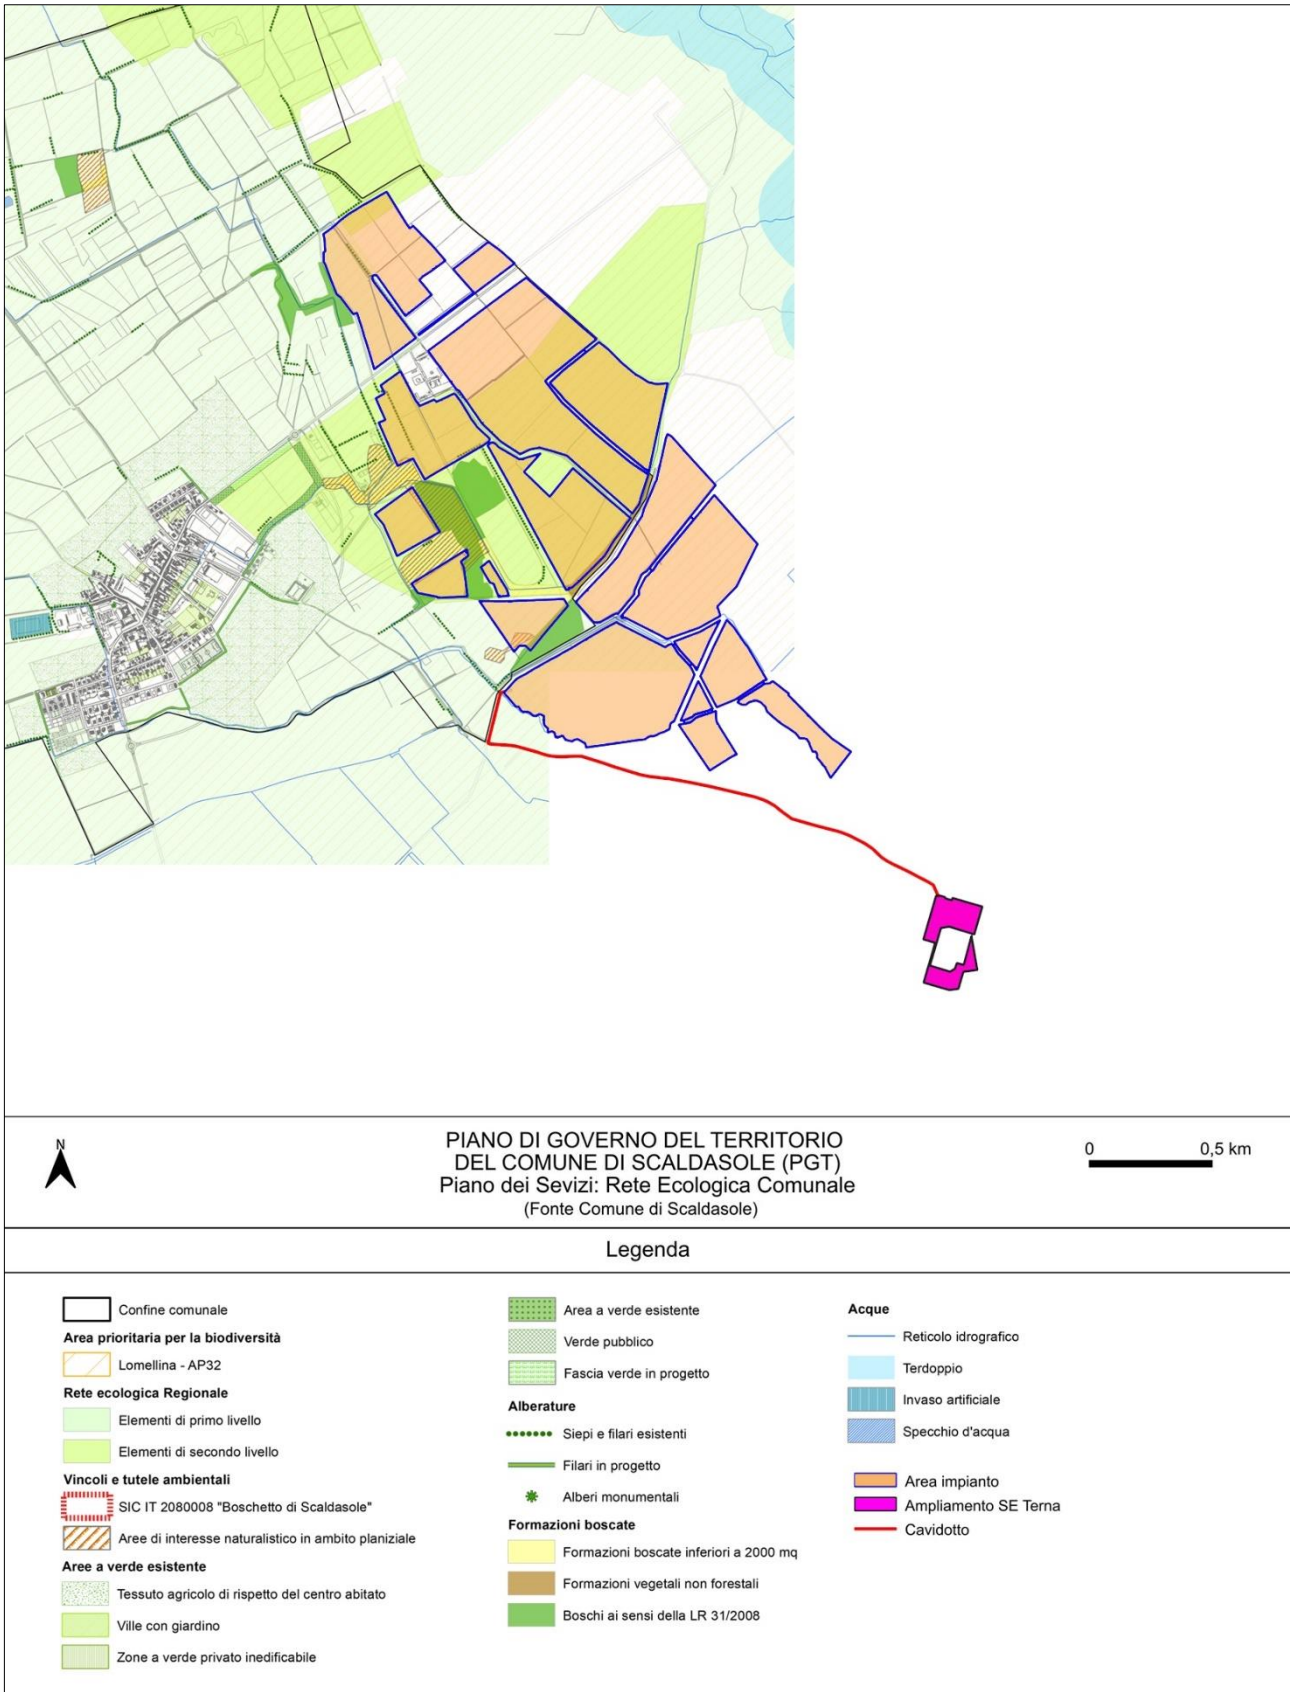 N
PIANO DI GOVERNO DEL TERRITORIO
DEL COMUNE DI SCALDASOLE (PGT)
Piano dei Sevizi: Rete Ecologica Comunale
(Fonte Comune di Scaldasole)
0 0,5 km
Legenda
Confine comunale
Area prioritaria per la biodiversità
Lomellina - AP32
Rete ecologica Regionale
Elementi di primo livello
Elementi di secondo livello
Vincoli e tutele ambientali
SIC IT 2080008 "Boschetto di Scaldasole"
Aree di interesse naturalistico in ambito planiziale
Aree a verde esistente
Tessuto agricolo di rispetto del centro abitato
Ville con giardino
Zone a verde privato inedificabile
Area a verde esistente
Verde pubblico
Fascia verde in progetto
Alberature
Siepi e filari esistenti
Filari in progetto
Alberi monumentali
Formazioni boscate
Formazioni boscate inferiori a 2000 mq
Formazioni vegetali non forestali
Boschi ai sensi della LR 31/2008
Acque
Reticolo idrografico
Terdoppio
Invaso artificiale
Specchio d'acqua
Area impianto
Ampliamento SE Terna
Cavidotto